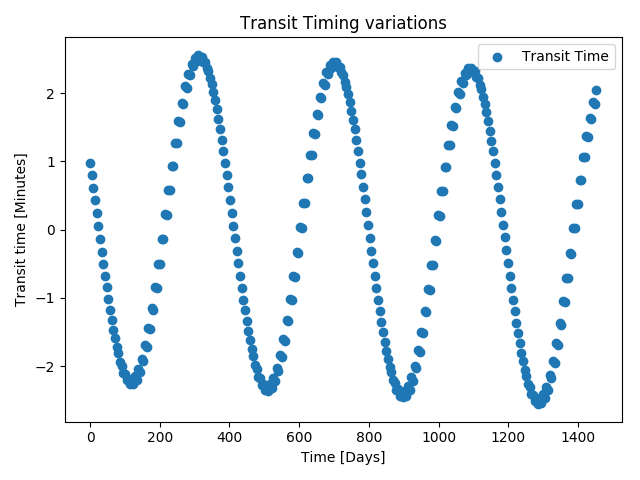 Transit Timing variations
Transit Time
Transit time [Minutes]
2
1
0
−1
−2
0 200 400 600 800 1000 1200 1400
Time [Days]